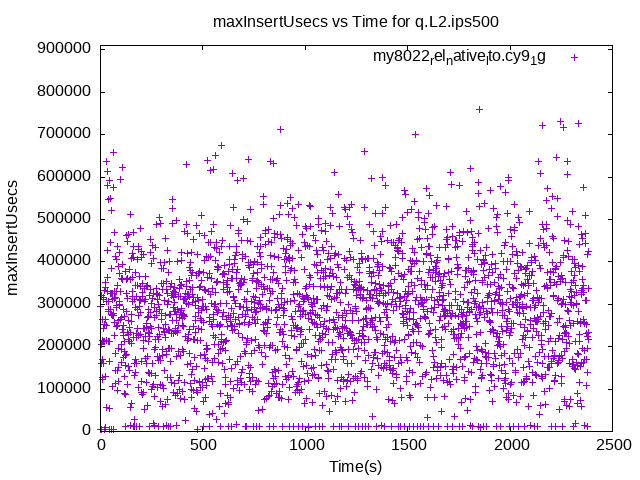 maxInsertUsecs vs Time for q.L2.ips500
my8022relnativelto.cy91g
900000
800000
700000
600000
500000
400000
300000
200000
100000
0
maxInsertUsecs
0 500 1000 1500 2000 2500
Time(s)